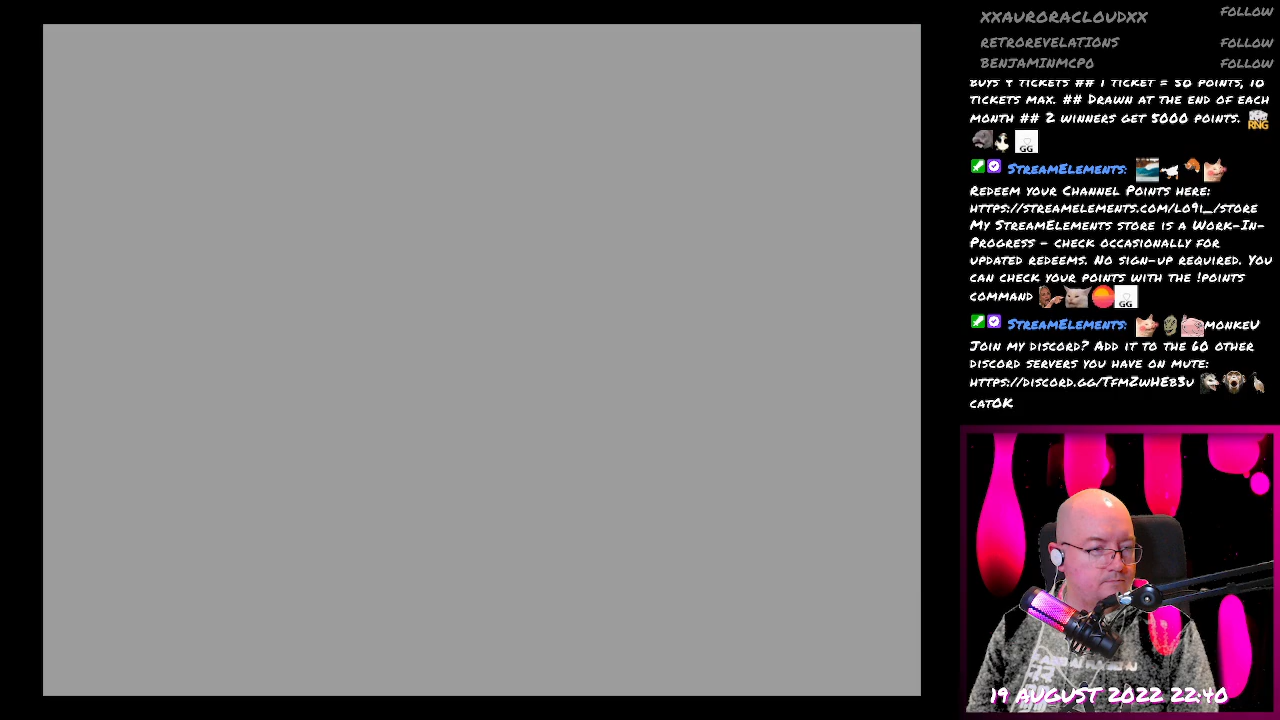 xxAuroraCloudxx Follow
RetroRevelations Follow
BenjaminMcPo Follow
buys 4 tickets ## 1 ticket = 50 points, 10
tickets max. ## Drawn at the end of each
month ## 2 winners get 5000 points. RNG
GG
StreamElements:
Redeem your Channel Points here:
https://streamelements.com/lo9i_/store
My StreamElements store is a Work-In-
Progress - check occasionally for
updated redeems. No sign-up required. You
can check your points with the !points
command GG
StreamElements: monkeU
Join my discord? Add it to the 60 other
discord servers you have on mute:
https://discord.gg/TfmZwHEb3u
catOK
19 August 2022 22:40